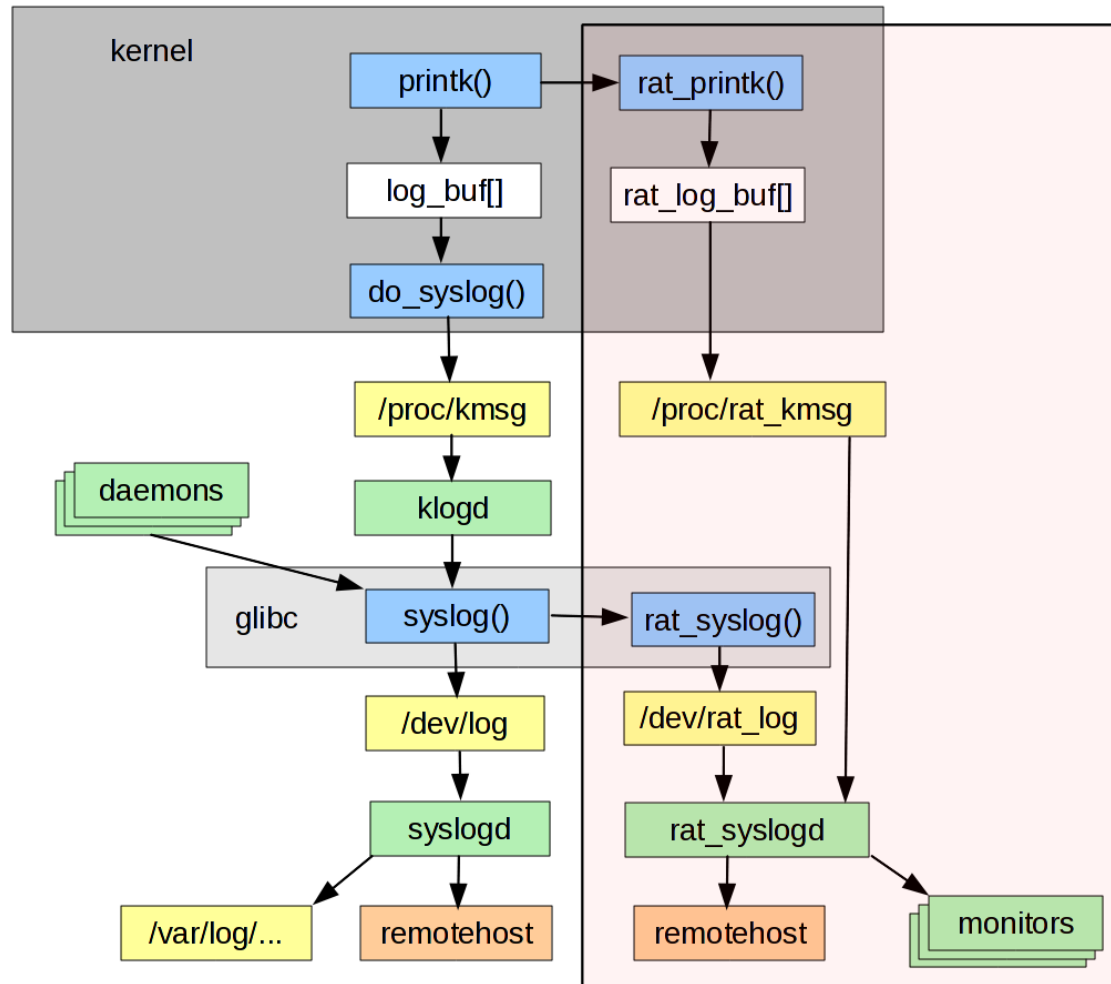 kernel
printk()
rat_printk()
log_buf[]
rat_log_buf[]
do_syslog()
/proc/kmsg
/proc/rat_kmsg
daemons
klogd
glibc
syslog()
rat_syslog()
/dev/log
/dev/rat_log
syslogd
rat_syslogd
/var/log/...
remotehost
remotehost
monitors